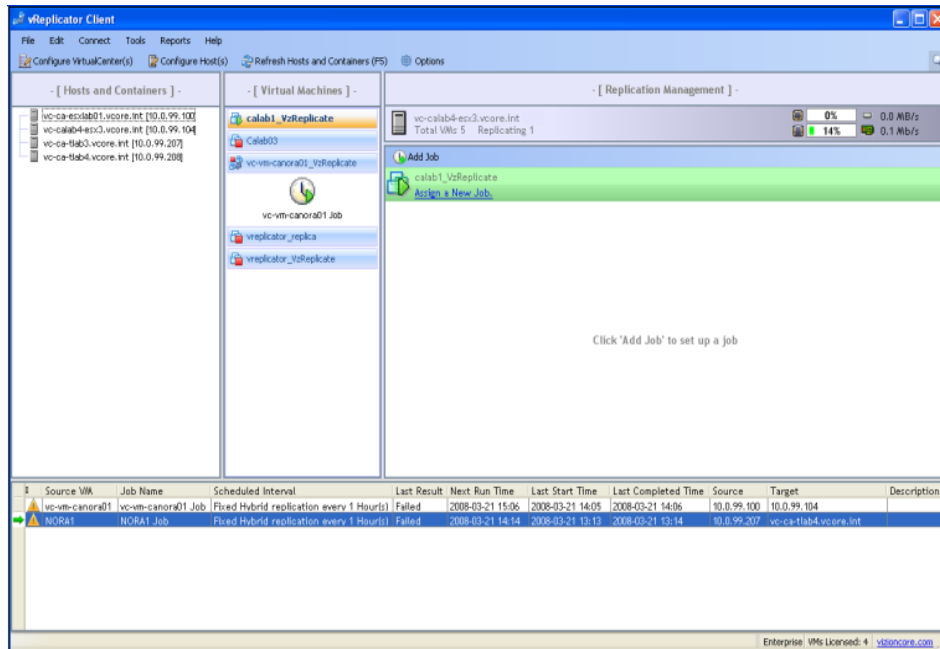 vReplicator Client
File Edit Connect Tools Reports Help
Configure VirtualCenter(s) Configure Host(s) Refresh Hosts and Containers (F5) Options
- [ Hosts and Containers ] -
vc-ca-esxlab01.vcore.int [10.0.99.100]
vc-calab4-esx3.vcore.int [10.0.99.104]
vc-ca-tlab3.vcore.int [10.0.99.207]
vc-ca-tlab4.vcore.int [10.0.99.208]
- [ Virtual Machines ] -
calab1_VzReplicate
Calab03
vc-vm-canora01_VzReplicate
vc-vm-canora01 Job
vreplicator_replica
vreplicator_VzReplicate
- [ Replication Management ] -
vc-calab4-esx3.vcore.int 0% 0.0 MB/s
Total VMs: 5 Replicating 1 14% 0.1 Mb/s
Add Job
calab1_VzReplicate
Assign a New Job.
Click 'Add Job' to set up a job
! Source VM Job Name Scheduled Interval Last Result Next Run Time Last Start Time Last Completed Time Source Target Description
vc-vm-canora01 vc-vm-canora01 Job Fixed Hybrid replication every 1 Hour(s) Failed 2008-03-21 15:06 2008-03-21 14:05 2008-03-21 14:06 10.0.99.100 10.0.99.104
NORA1 NORA1 Job Fixed Hybrid replication every 1 Hour(s) Failed 2008-03-21 14:14 2008-03-21 13:13 2008-03-21 13:14 10.0.99.207 vc-ca-tlab4.vcore.int
Enterprise VMs Licensed: 4 vizioncore.com